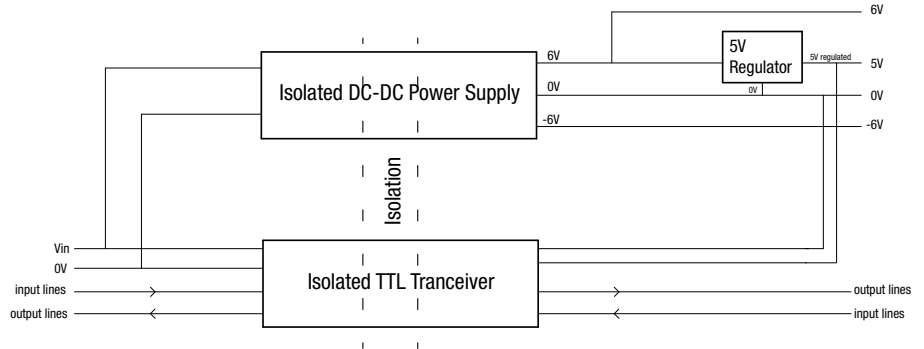 6V
5V
Regulator
6V
5V regulated
5V
Isolated DC-DC Power Supply
0V
0V
0V
-6V
-6V
Isolation
Vin
0V
Isolated TTL Tranceiver
input lines
output lines
output lines
input lines